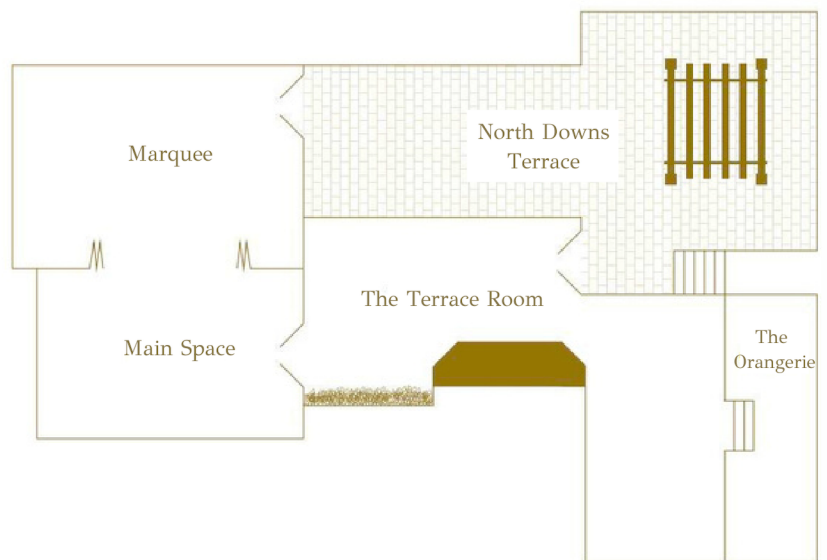 Marquee
North Downs
Terrace
The Terrace Room
Main Space
The
Orangerie